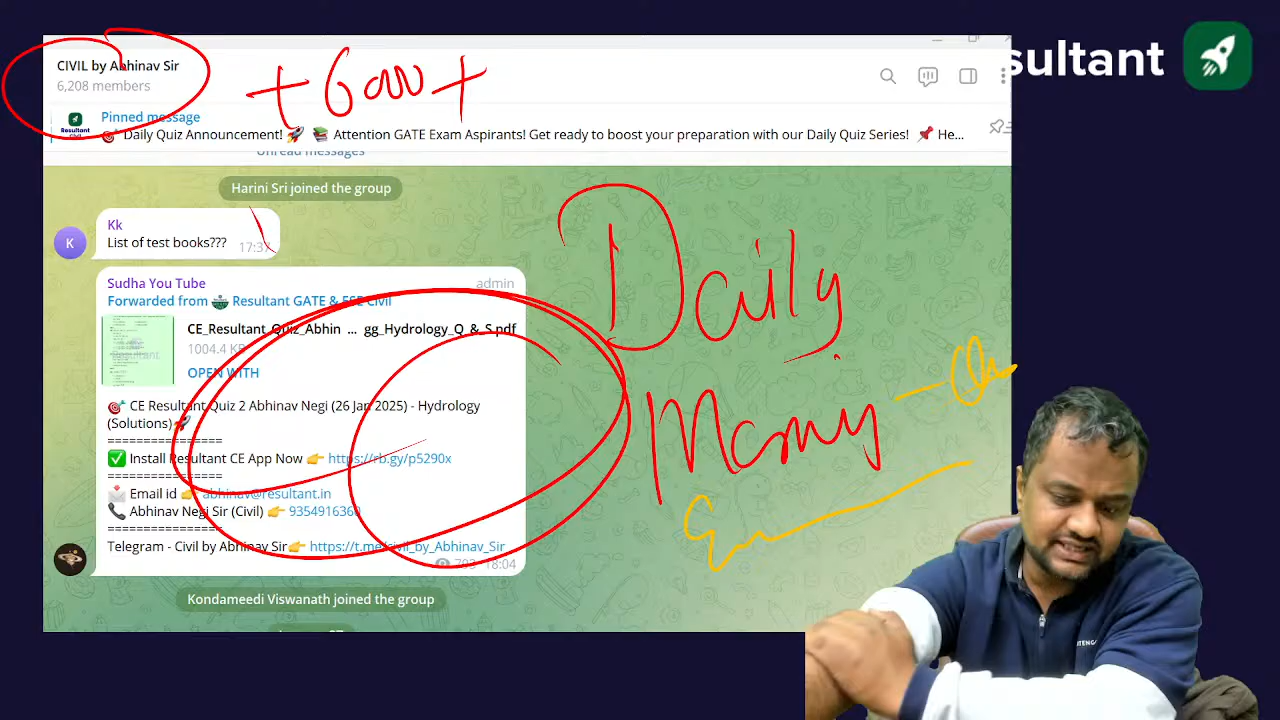 CIVIL by Abhinav Sir
6,208 members
+ 6000 +
sultant
Pinned message
🎯 Daily Quiz Announcement! 🚀 📚 Attention GATE Exam Aspirants! Get ready to boost your preparation with our Daily Quiz Series! 📌 He...
Resultant
Unread messages
Harini Sri joined the group
Kk
List of test books???
17:37
K
Sudha You Tube
admin
Forwarded from Resultant GATE & ESE Civil
CE_Resultant_Quiz_Abhin ... gg_Hydrology_Q_&_S.pdf
1004.4 KB
OPEN WITH
🎯 CE Resultant Quiz 2 Abhinav Negi (26 Jan 2025) - Hydrology
(Solutions)🚀
================
✅ Install Resultant CE App Now 👉 https://rb.gy/p5290x
================
📩 Email id 👉 abhinav@resultant.in
📞 Abhinav Negi Sir (Civil) 👉 9354916360
================
Telegram - Civil by Abhinav Sir👉 https://t.me/civil_by_Abhinav_Sir
18:04
Daily
Kondameedi Viswanath joined the group